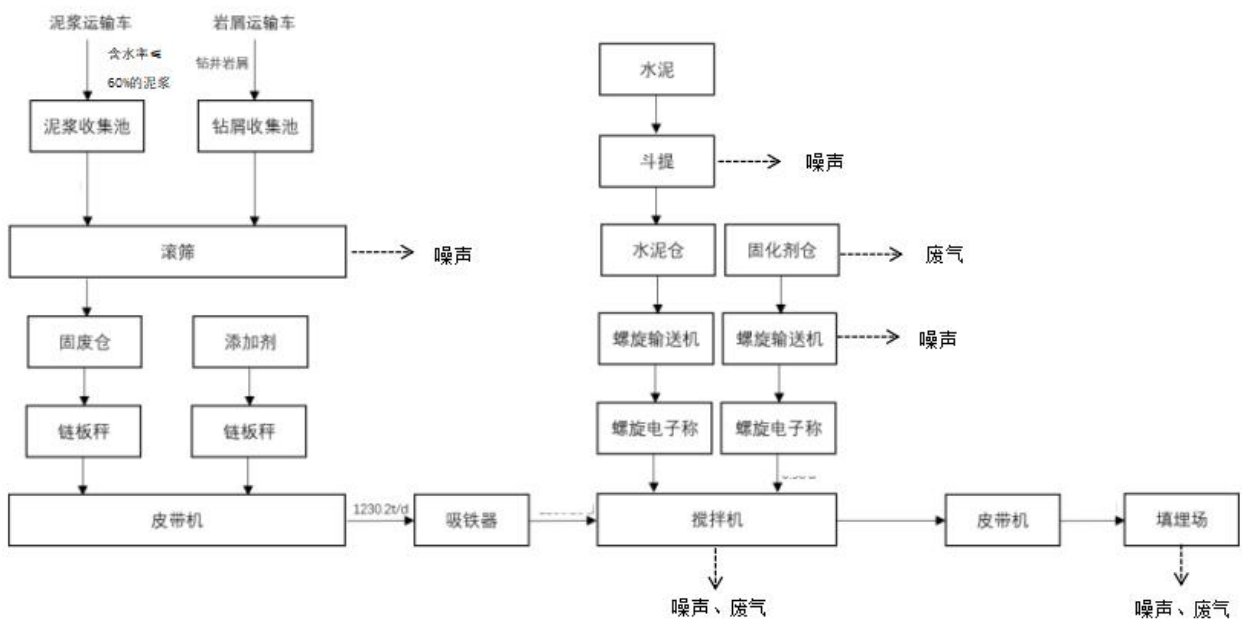 泥浆运输车
岩屑运输车
含水率≤
60%的泥浆
钻井岩屑
泥浆收集池
钻屑收集池
滚筛
噪声
固废仓
添加剂
链板秤
链板秤
皮带机
1230.2t/d
吸铁器
水泥
斗提
噪声
水泥仓
固化剂仓
废气
螺旋输送机
螺旋输送机
噪声
螺旋电子称
螺旋电子称
搅拌机
噪声、废气
皮带机
填埋场
噪声、废气